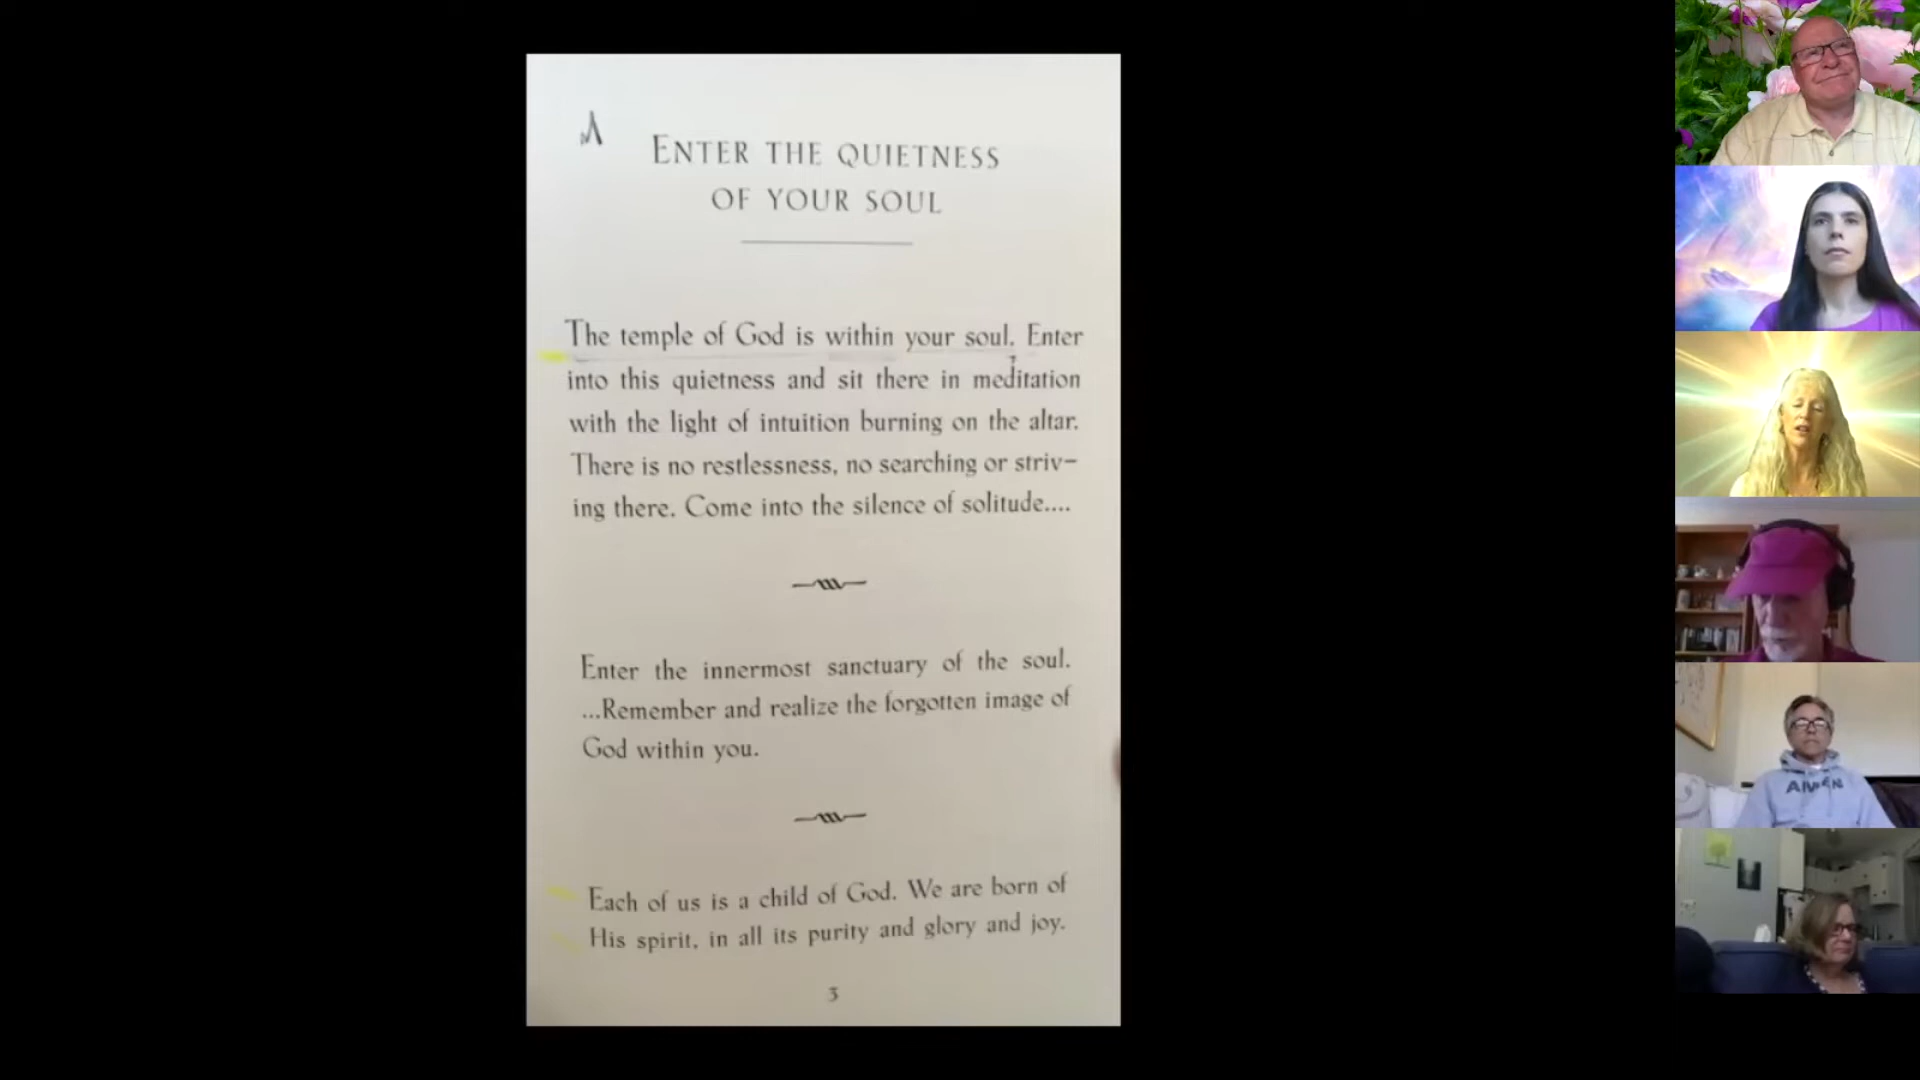 ENTER THE QUIETNESS
OF YOUR SOUL
The temple of God is within your soul. Enter
into this quietness and sit there in meditation
with the light of intuition burning on the altar.
There is no restlessness, no searching or striv-
ing there. Come into the silence of solitude....
Enter the innermost sanctuary of the soul.
...Remember and realize the forgotten image of
God within you.
Each of us is a child of God. We are born of
His spirit, in all its purity and glory and joy.
3
AMEN